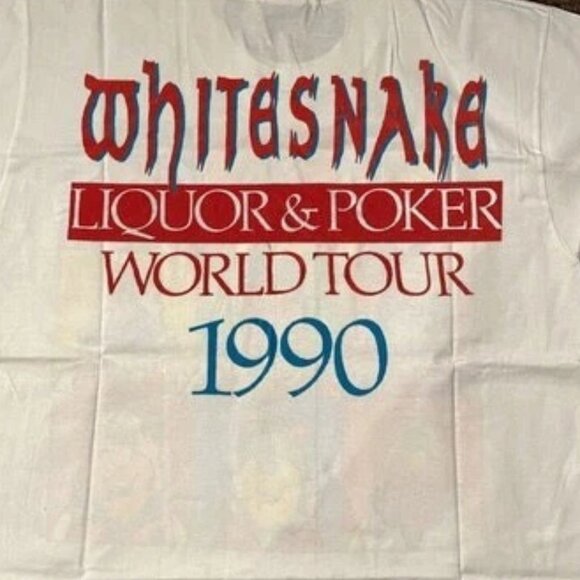 WHITESNAKE
LIQUOR & POKER
WORLD TOUR
1990